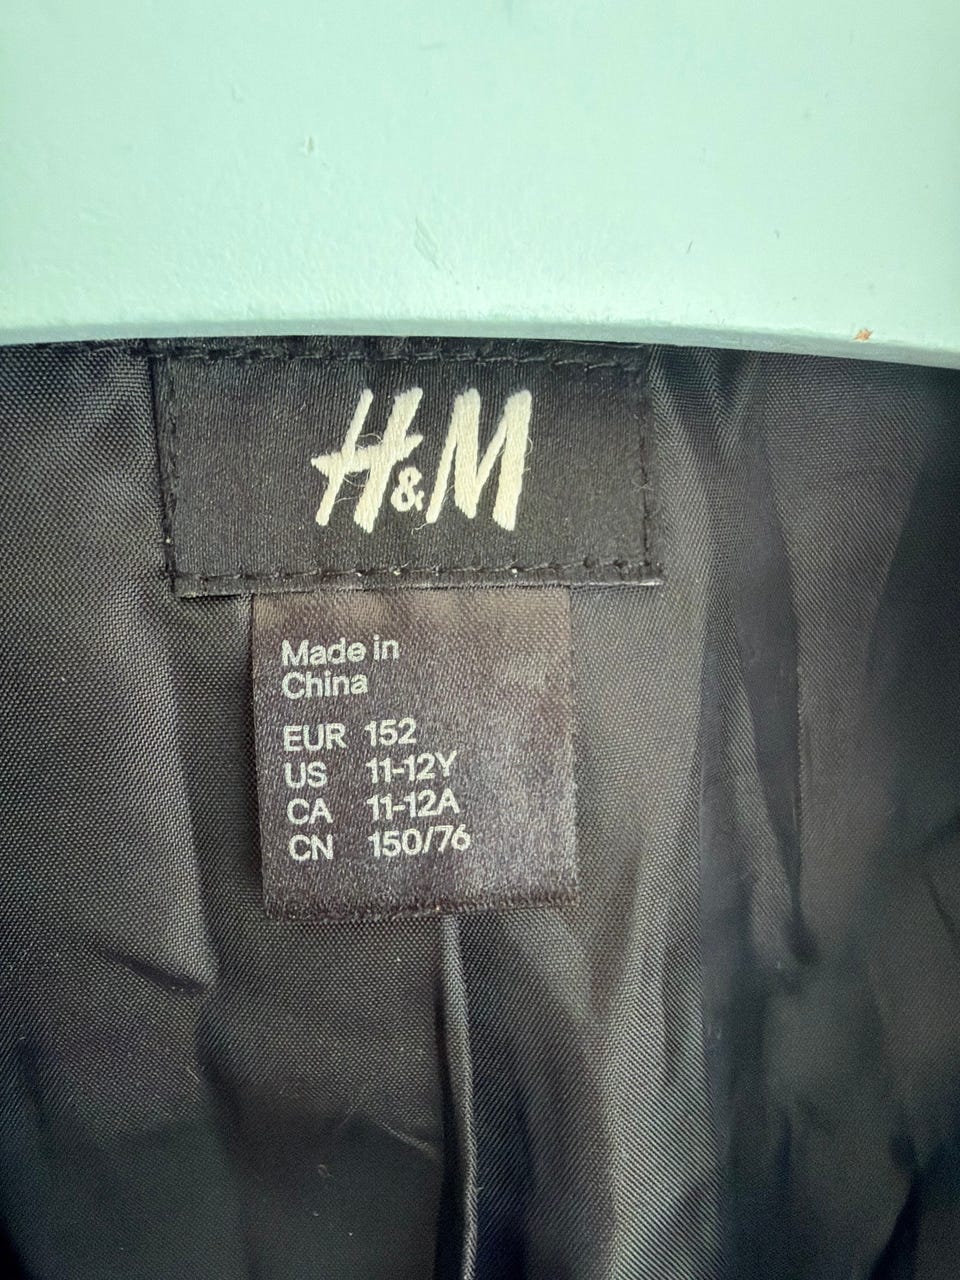 H&M
Made in
China
EUR 152
US 11-12Y
CA 11-12A
CN 150/76